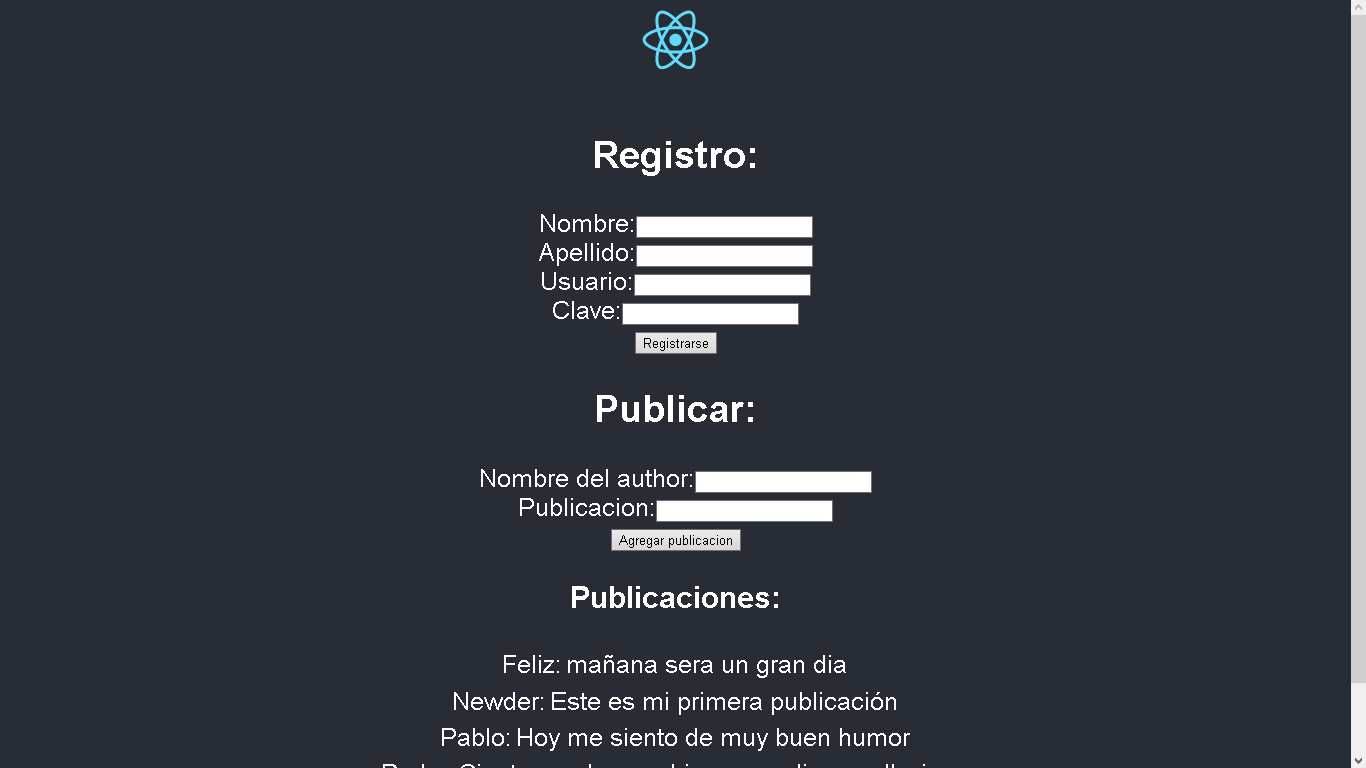 Registro:
Nombre:
Apellido:
Usuario:
Clave:
Registrarse
Publicar:
Nombre del author:
Publicacion:
Agregar publicacion
Publicaciones:
Feliz: mañana sera un gran dia
Newder: Este es mi primera publicación
Pablo: Hoy me siento de muy buen humor